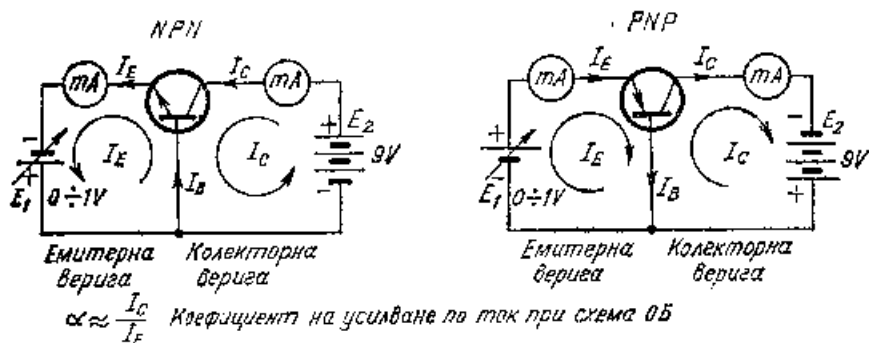 NPN PNP
mA I_E I_C mA mA I_E I_C mA
- + E_2 + - E_2
I_E I_C 9V I_E I_C 9V
+ - - +
E_1 0÷1V I_B E_1 0÷1V I_B
Емитерна верига Колекторна верига Емитерна верига Колекторна верига
α ≈ I_C / I_E Коефициент на усилване по ток при схема ОБ